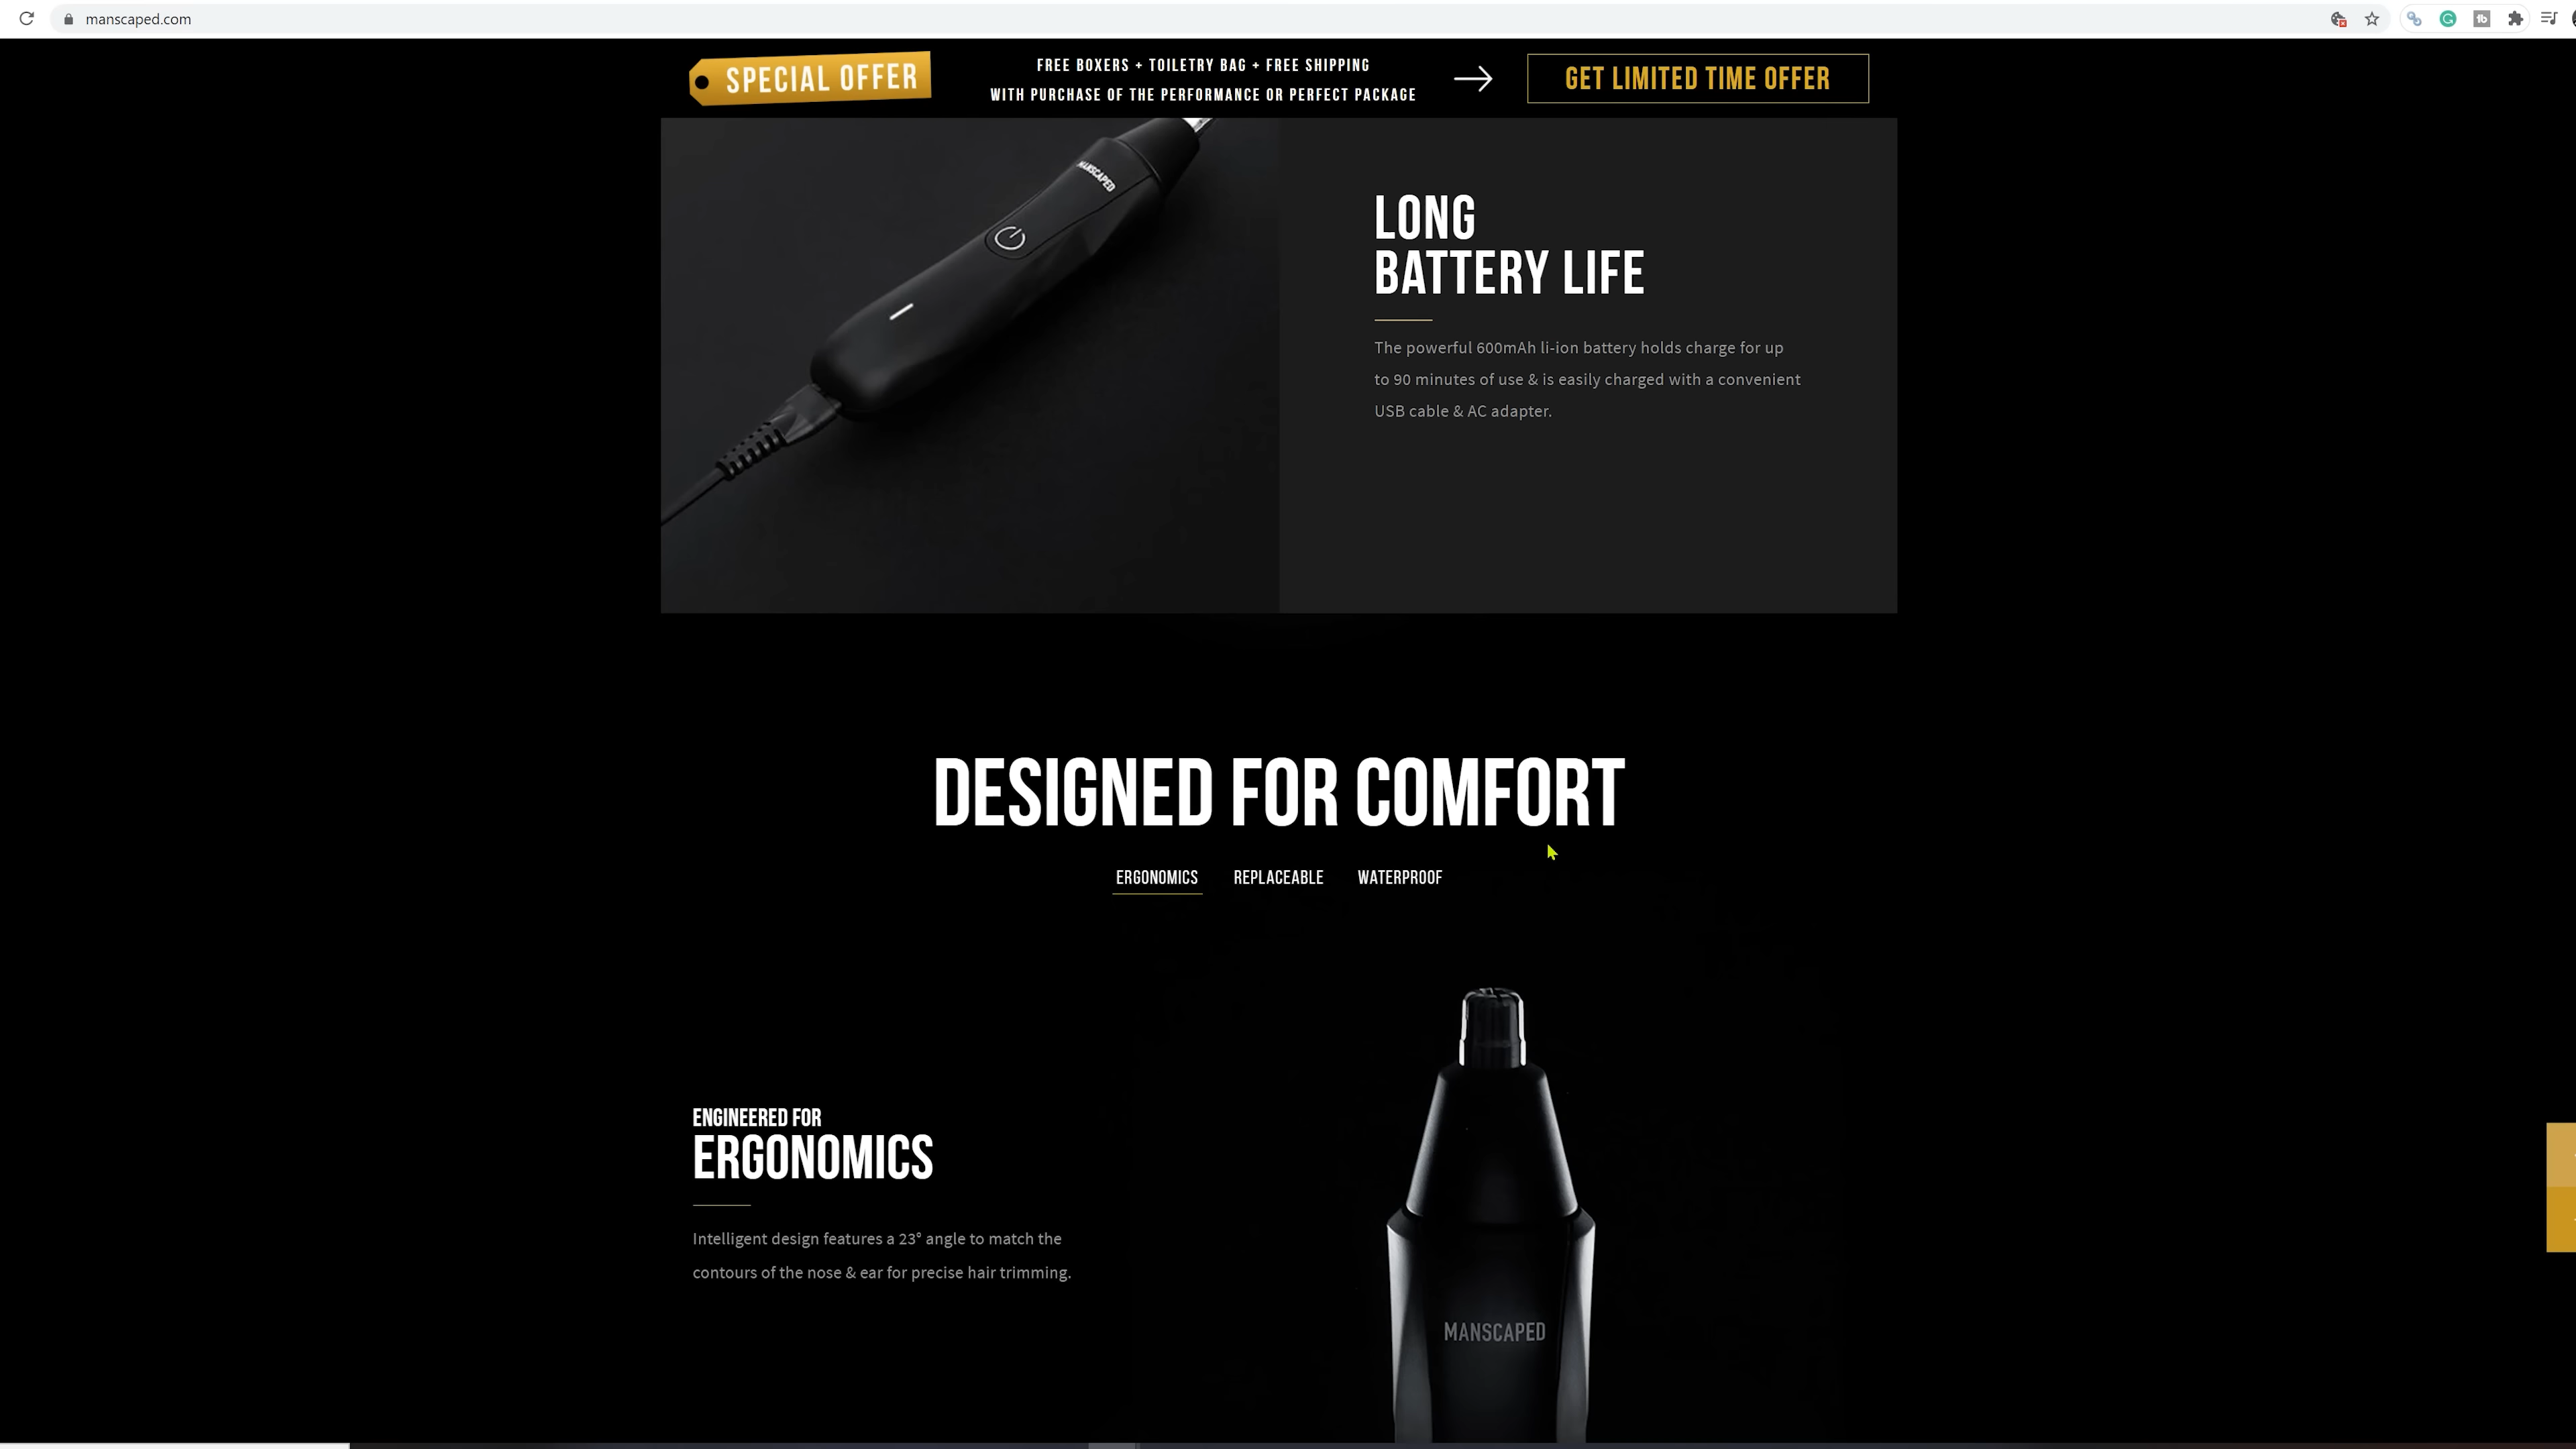 manscaped.com
SPECIAL OFFER
FREE BOXERS + TOILETRY BAG + FREE SHIPPING
WITH PURCHASE OF THE PERFORMANCE OR PERFECT PACKAGE
GET LIMITED TIME OFFER
MANSCAPED
LONG
BATTERY LIFE
The powerful 600mAh li-ion battery holds charge for up
to 90 minutes of use & is easily charged with a convenient
USB cable & AC adapter.
DESIGNED FOR COMFORT
ERGONOMICS REPLACEABLE WATERPROOF
ENGINEERED FOR
ERGONOMICS
Intelligent design features a 23° angle to match the
contours of the nose & ear for precise hair trimming.
MANSCAPED